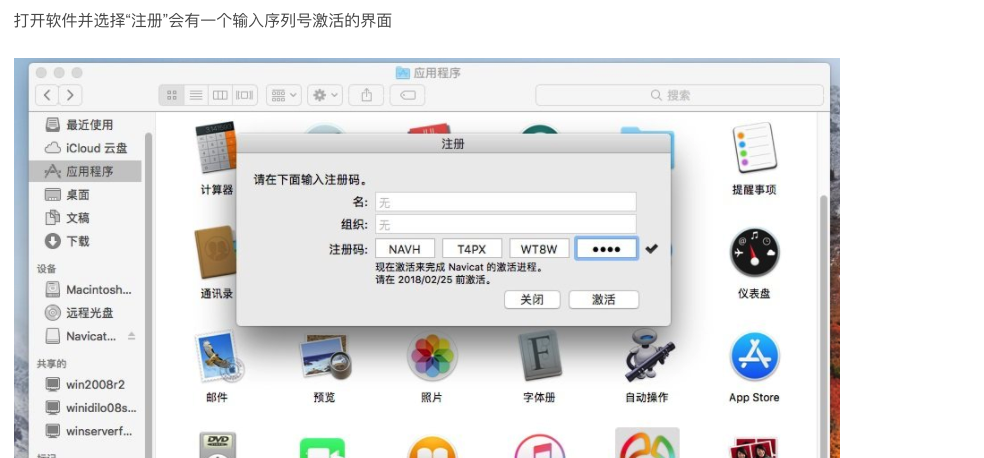 打开软件并选择“注册”会有一个输入序列号激活的界面
应用程序
搜索
最近使用
iCloud 云盘
应用程序
桌面
文稿
下载
设备
Macintosh...
远程光盘
Navicat...
共享的
win2008r2
winidilo08s...
winserverf...
计算器
提醒事项
注册
请在下面输入注册码。
名: 无
组织: 无
注册码: NAVH T4PX WT8W ••••
现在激活来完成 Navicat 的激活进程。
请在 2018/02/25 前激活。
关闭 激活
通讯录
仪表盘
邮件 预览 照片 字体册 自动操作 App Store
DVD